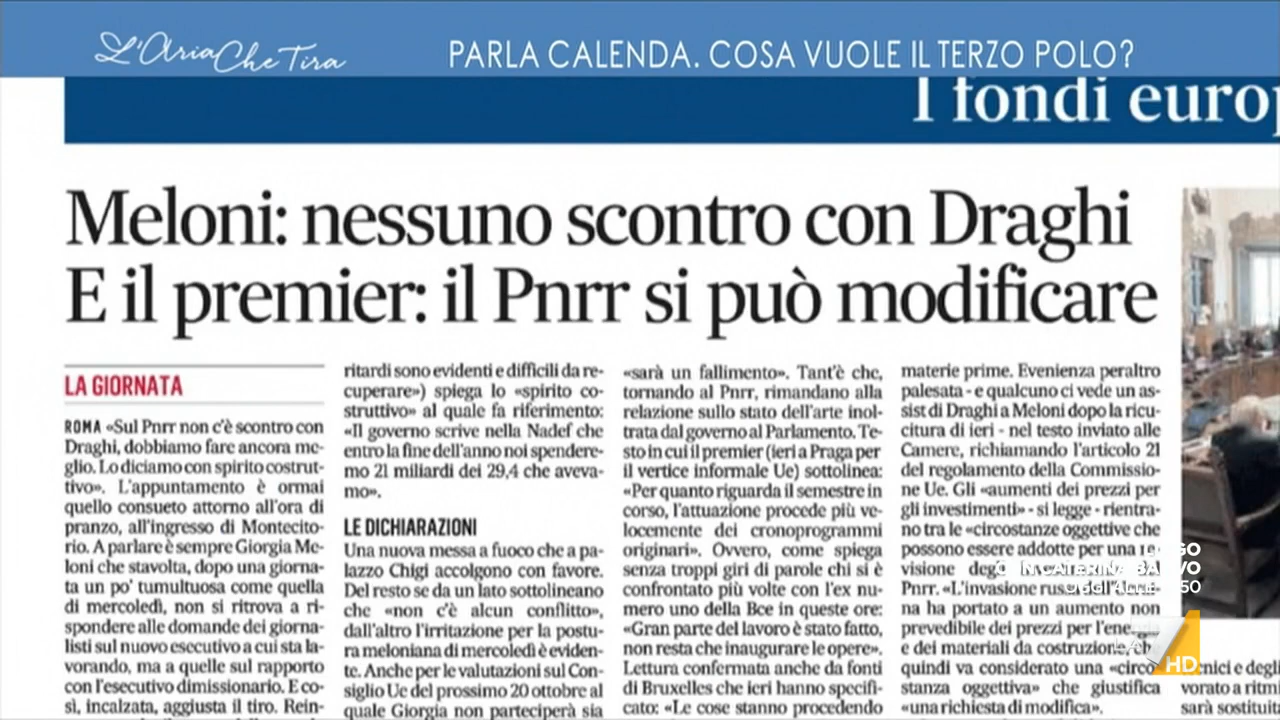 L'Aria Che Tira
PARLA CALENDA. COSA VUOLE IL TERZO POLO?
I fondi europ
Meloni: nessuno scontro con Draghi
E il premier: il Pnrr si può modificare
LA GIORNATA
ROMA «Sul Pnrr non c'è scontro con
Draghi, dobbiamo fare ancora me-
glio. Lo diciamo con spirito costrut-
tivo». L'appuntamento è ormai
quello consueto attorno all'ora di
pranzo, all'ingresso di Montecito-
rio. A parlare è sempre Giorgia Me-
loni che stavolta, dopo una giorna-
ta un po' tumultuosa come quella
di mercoledì, non si ritrova a ri-
spondere alle domande dei giorna-
listi sul nuovo esecutivo a cui sta la-
vorando, ma a quelle sul rapporto
con l'esecutivo dimissionario. E co-
sì, incalzata, aggiusta il tiro. Rein-
ritardi sono evidenti e difficili da re-
cuperare») spiega lo «spirito co-
struttivo» al quale fa riferimento:
«Il governo scrive nella Nadef che
entro la fine dell'anno noi spendere-
mo 21 miliardi dei 29,4 che aveva-
mo».
LE DICHIARAZIONI
Una nuova messa a fuoco che a pa-
lazzo Chigi accolgono con favore.
Del resto se da un lato sottolineano
che «non c'è alcun conflitto»,
dall'altro l'irritazione per la postu-
ra meloniana di mercoledì è eviden-
te. Anche per le valutazioni sul Con-
siglio Ue del prossimo 20 ottobre al
quale Giorgia non parteciperà sia
«sarà un fallimento». Tant'è che,
tornando al Pnrr, rimandano alla
relazione sullo stato dell'arte inol-
trata dal governo al Parlamento. Te-
sto in cui il premier (ieri a Praga per
il vertice informale Ue) sottolinea:
«Per quanto riguarda il semestre in
corso, l'attuazione procede più ve-
locemente dei cronoprogrammi
originari». Ovvero, come spiega
senza troppi giri di parole chi si è
confrontato più volte con l'ex nu-
mero uno della Bce in queste ore:
«Gran parte del lavoro è stato fatto,
non resta che inaugurare le opere».
Lettura confermata anche da fonti
di Bruxelles che ieri hanno specifi-
cato: «Le cose stanno procedendo
materie prime. Evenienza peraltro
palesata - e qualcuno ci vede un as-
sist di Draghi a Meloni dopo la ricu-
citura di ieri - nel testo inviato alle
Camere, richiamando l'articolo 21
del regolamento della Commissio-
ne Ue. Gli «aumenti dei prezzi per
gli investimenti» - si legge - rientra-
no tra le «circostanze oggettive che
possono essere addotte per una
visione
Pnrr. «L'invasione
na ha portato a un aumento non
prevedibile dei prezzi per l'energia
e dei materiali da costruzione, che
quindi va considerato una «circo-
stanza oggettiva» che giustifica
«una richiesta di modifica».
CON CATERINA BALIVO
OGGI ALLE
LA7
HD
vorato a ritmi
sarà sostituit